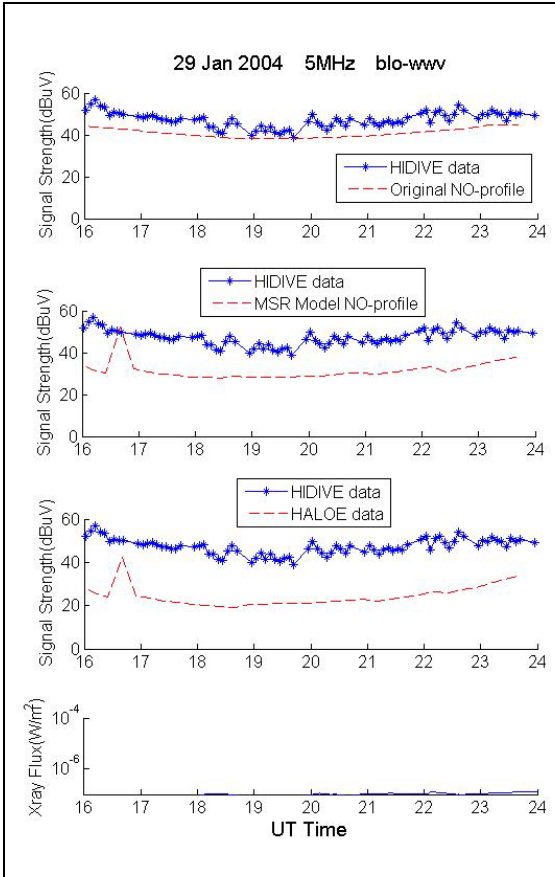 29 Jan 2004 5MHz blo-wwv
Signal Strength(dBuV)
60
40
20
0
HIDIVE data
Original NO-profile
16 17 18 19 20 21 22 23 24
HIDIVE data
MSR Model NO-profile
Signal Strength(dBuV)
60
40
20
0
16 17 18 19 20 21 22 23 24
HIDIVE data
HALOE data
Signal Strength(dBuV)
60
40
20
0
16 17 18 19 20 21 22 23 24
Xray Flux(W/m²)
10⁻⁴
10⁻⁶
16 17 18 19 20 21 22 23 24
UT Time